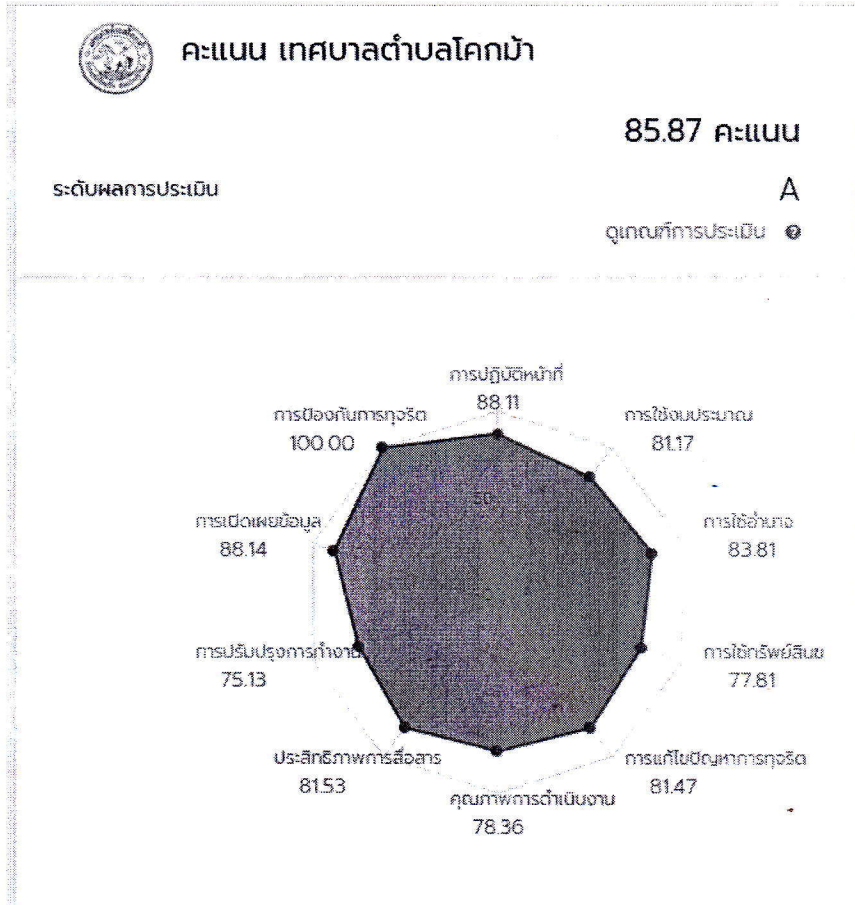 คะแนน เทศบาลตำบลโคกม้า
85.87 คะแนน
ระดับผลการประเมิน
A
ดูเกณฑ์การประเมิน
การปฏิบัติหน้าที่
88.11
การป้องกันการทุจริต
100.00
การใช้งบประมาณ
81.17
50
การเปิดเผยข้อมูล
88.14
การใช้อำนาจ
83.81
การปรับปรุงการทำงาน
75.13
การใช้ทรัพย์สินฃ
77.81
ประสิทธิภาพการสื่อสาร
81.53
การแก้ไขปัญหาการทุจริต
81.47
คุณภาพการดำเนินงาน
78.36